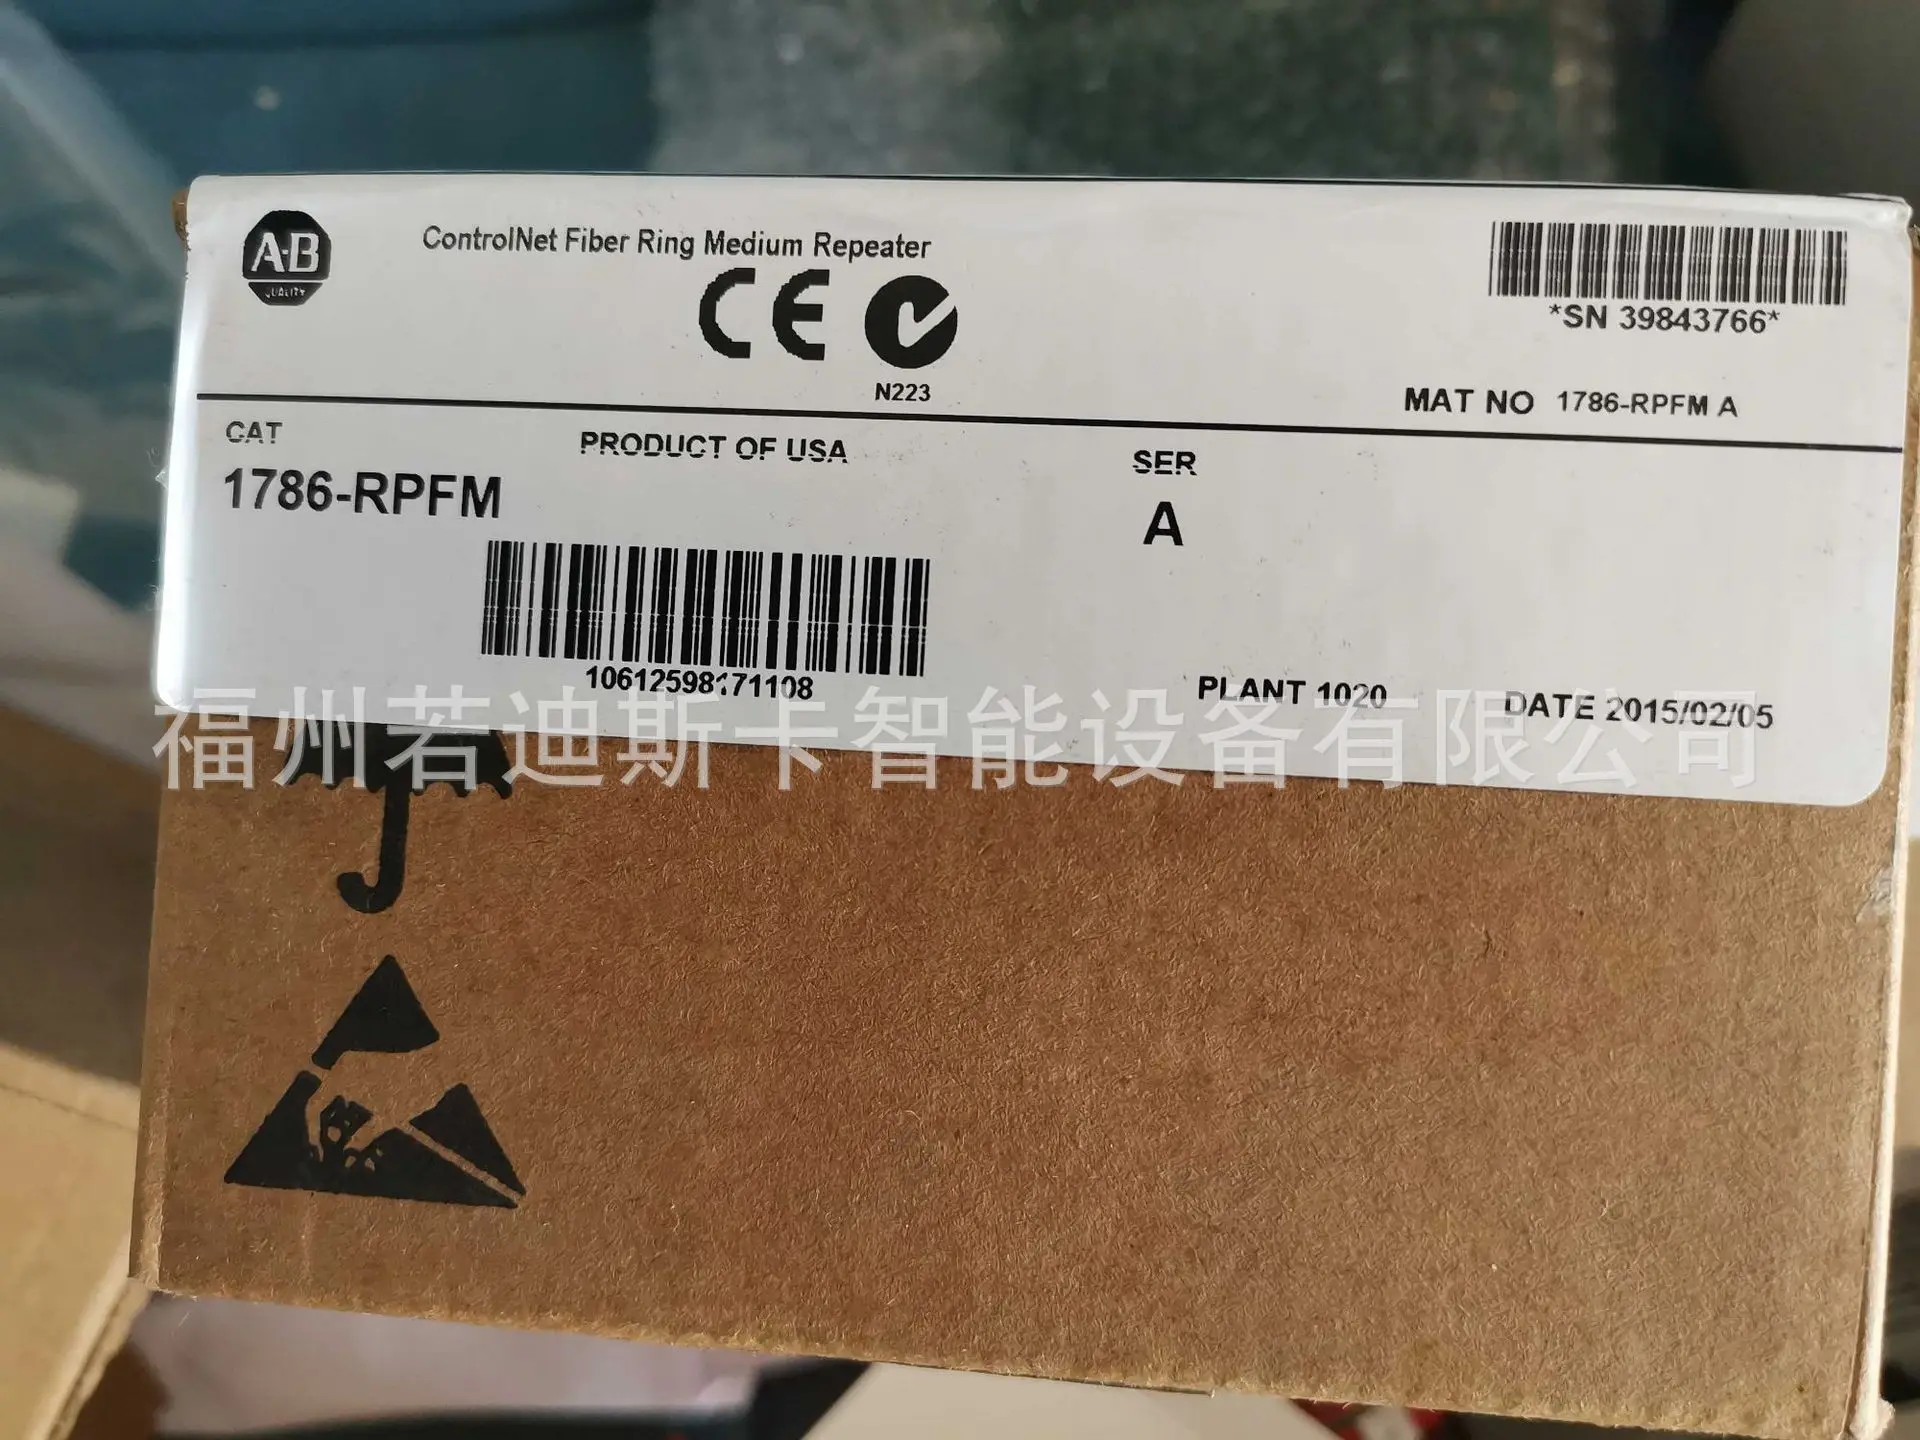 A-B
QUALITY
ControlNet Fiber Ring Medium Repeater
CE
N223
*SN 39843766*
MAT NO 1786-RPFM A
CAT
PRODUCT OF USA
SER
1786-RPFM
A
10612598171108
PLANT 1020
DATE 2015/02/05
福州若迪斯卡智能设备有限公司